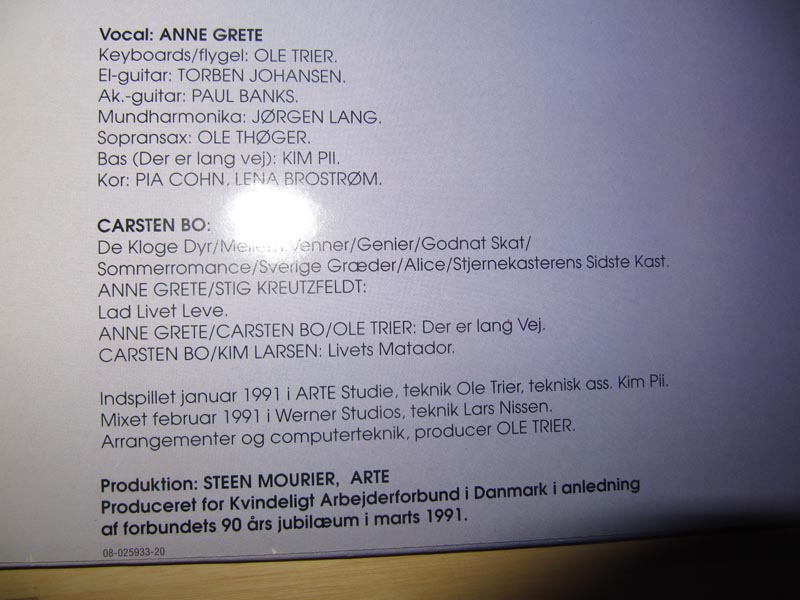 Vocal: ANNE GRETE
Keyboards/flygel: OLE TRIER.
El-guitar: TORBEN JOHANSEN.
Ak.-guitar: PAUL BANKS.
Mundharmonika: JØRGEN LANG.
Sopransax: OLE THØGER.
Bas (Der er lang vej): KIM PII.
Kor: PIA COHN, LENA BROSTRØM.
CARSTEN BO:
De Kloge Dyr/Mellem Venner/Genier/Godnat Skat/
Sommerromance/Sverige Græder/Alice/Stjernekasterens Sidste Kast.
ANNE GRETE/STIG KREUTZFELDT:
Lad Livet Leve.
ANNE GRETE/CARSTEN BO/OLE TRIER: Der er lang Vej.
CARSTEN BO/KIM LARSEN: Livets Matador.
Indspillet januar 1991 i ARTE Studie, teknik Ole Trier, teknisk ass. Kim Pii.
Mixet februar 1991 i Werner Studios, teknik Lars Nissen.
Arrangementer og computerteknik, producer OLE TRIER.
Produktion: STEEN MOURIER, ARTE
Produceret for Kvindeligt Arbejderforbund i Danmark i anledning
af forbundets 90 års jubilæum i marts 1991.
08-025933-20